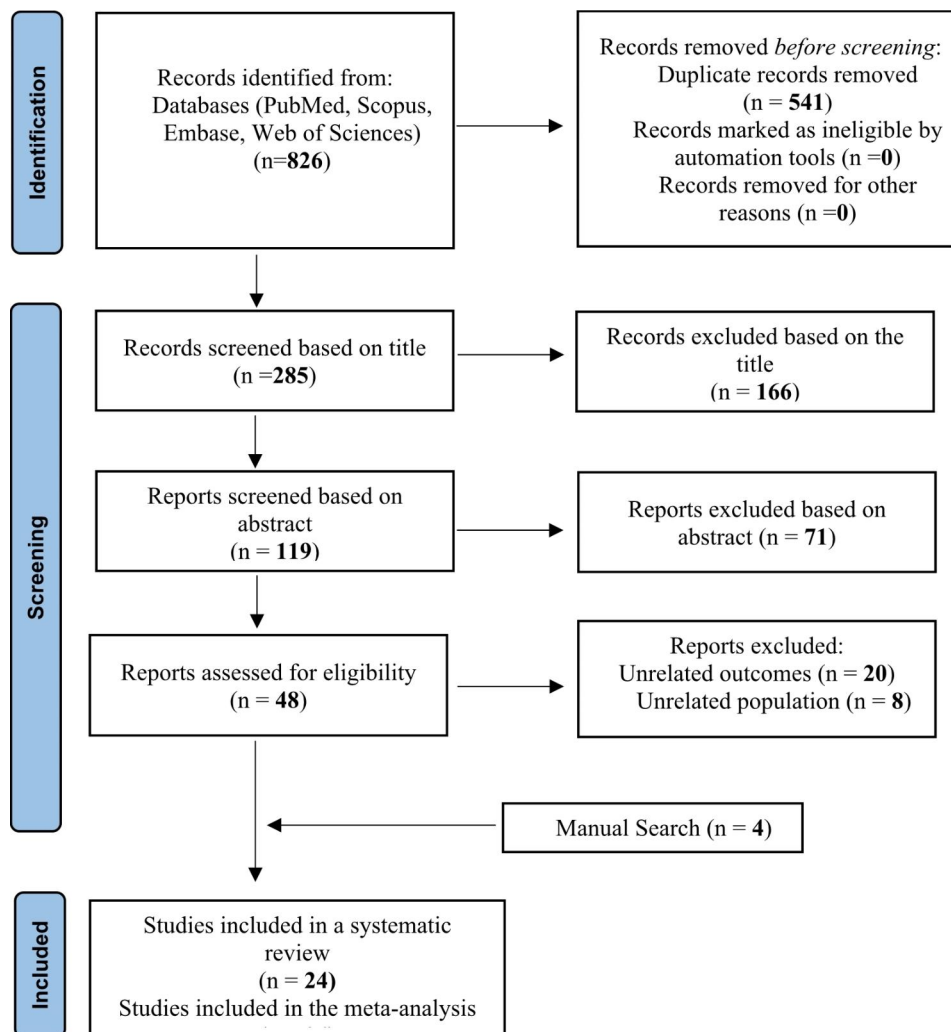 Identification
Records identified from:
Databases (PubMed, Scopus,
Embase, Web of Sciences)
(n=826)
Records removed before screening:
Duplicate records removed
(n = 541)
Records marked as ineligible by
automation tools (n =0)
Records removed for other
reasons (n =0)
Screening
Records screened based on title
(n =285)
Records excluded based on the
title
(n = 166)
Reports screened based on
abstract
(n = 119)
Reports excluded based on
abstract (n = 71)
Reports assessed for eligibility
(n = 48)
Reports excluded:
Unrelated outcomes (n = 20)
Unrelated population (n = 8)
Manual Search (n = 4)
Included
Studies included in a systematic
review
(n = 24)
Studies included in the meta-analysis